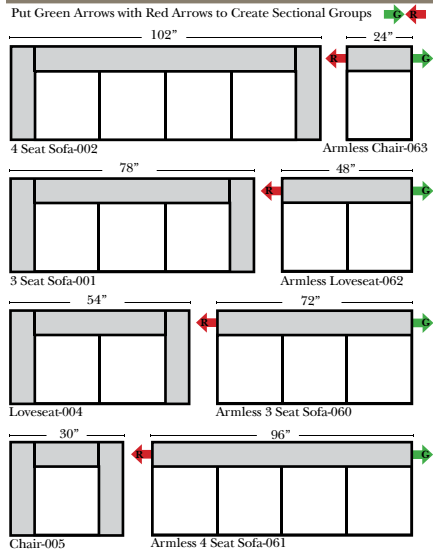 Put Green Arrows with Red Arrows to Create Sectional Groups G R
102” 24”
R G
4 Seat Sofa-002 Armless Chair-063
78” 48”
R G
3 Seat Sofa-001 Armless Loveseat-062
54” 72”
R G
Loveseat-004 Armless 3 Seat Sofa-060
30” 96”
R G
Chair-005 Armless 4 Seat Sofa-061